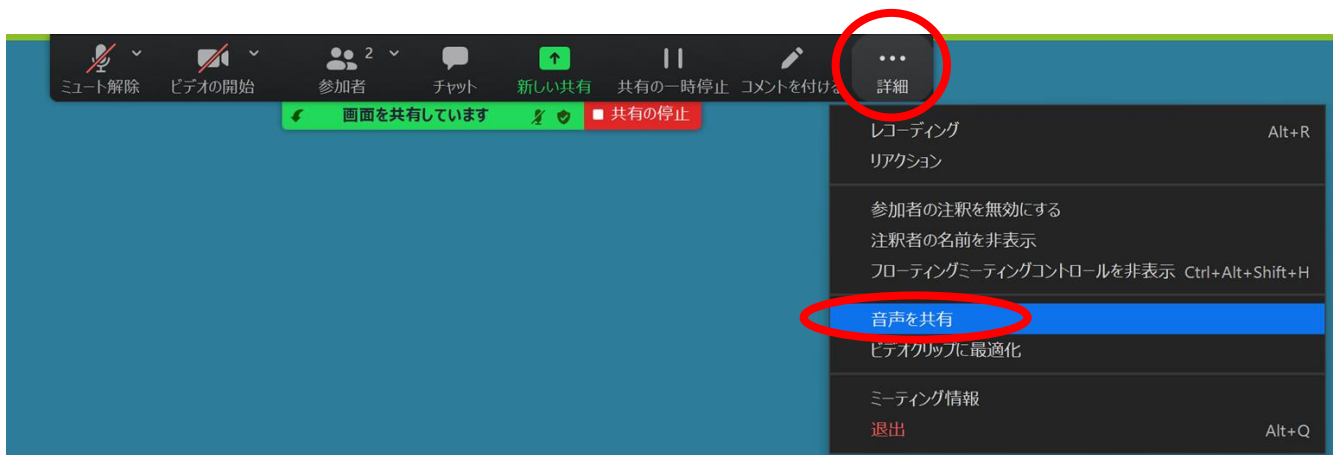 ミュート解除 ビデオの開始 参加者 2 チャット 新しい共有 共有の一時停止 コメントを付ける 詳細
画面を共有しています 共有の停止
レコーディング Alt+R
リアクション
参加者の注釈を無効にする
注釈者の名前を非表示
フローティングミーティングコントロールを非表示 Ctrl+Alt+Shift+H
音声を共有
ビデオクリップに最適化
ミーティング情報
退出 Alt+Q